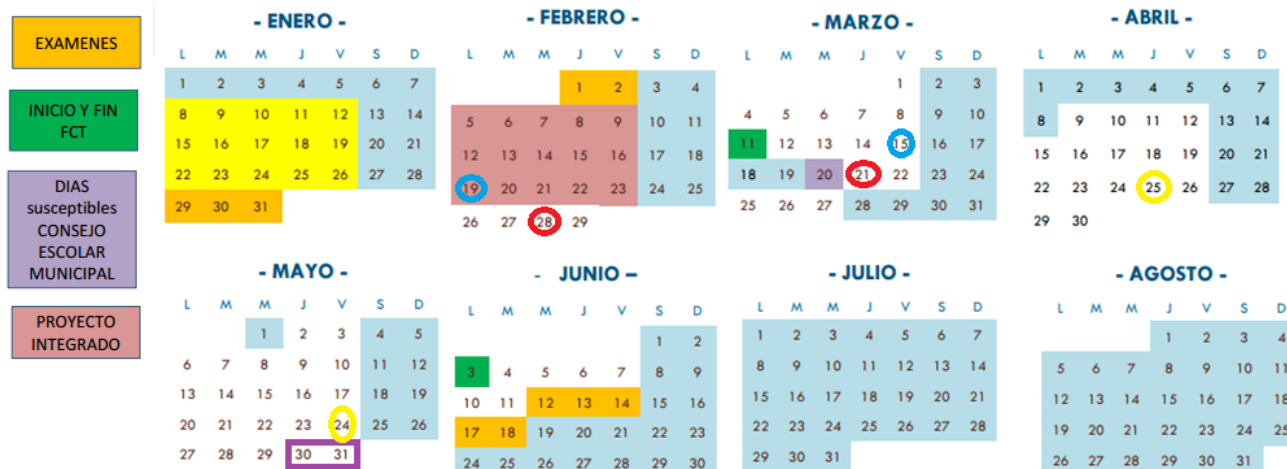 EXAMENES
INICIO Y FIN
FCT
DIAS
susceptibles
CONSEJO
ESCOLAR
MUNICIPAL
PROYECTO
INTEGRADO
- ENERO -
L M M J V S D
1 2 3 4 5 6 7
8 9 10 11 12 13 14
15 16 17 18 19 20 21
22 23 24 25 26 27 28
29 30 31
- FEBRERO -
L M M J V S D
1 2 3 4
5 6 7 8 9 10 11
12 13 14 15 16 17 18
19 20 21 22 23 24 25
26 27 28 29
- MARZO -
L M M J V S D
1 2 3
4 5 6 7 8 9 10
11 12 13 14 15 16 17
18 19 20 21 22 23 24
25 26 27 28 29 30 31
- ABRIL -
L M M J V S D
1 2 3 4 5 6 7
8 9 10 11 12 13 14
15 16 17 18 19 20 21
22 23 24 25 26 27 28
29 30
- MAYO -
L M M J V S D
1 2 3 4 5
6 7 8 9 10 11 12
13 14 15 16 17 18 19
20 21 22 23 24 25 26
27 28 29 30 31
- JUNIO –
L M M J V S D
1 2
3 4 5 6 7 8 9
10 11 12 13 14 15 16
17 18 19 20 21 22 23
24 25 26 27 28 29 30
- JULIO -
L M M J V S D
1 2 3 4 5 6 7
8 9 10 11 12 13 14
15 16 17 18 19 20 21
22 23 24 25 26 27 28
29 30 31
- AGOSTO -
L M M J V S D
1 2 3 4
5 6 7 8 9 10 11
12 13 14 15 16 17 18
19 20 21 22 23 24 25
26 27 28 29 30 31